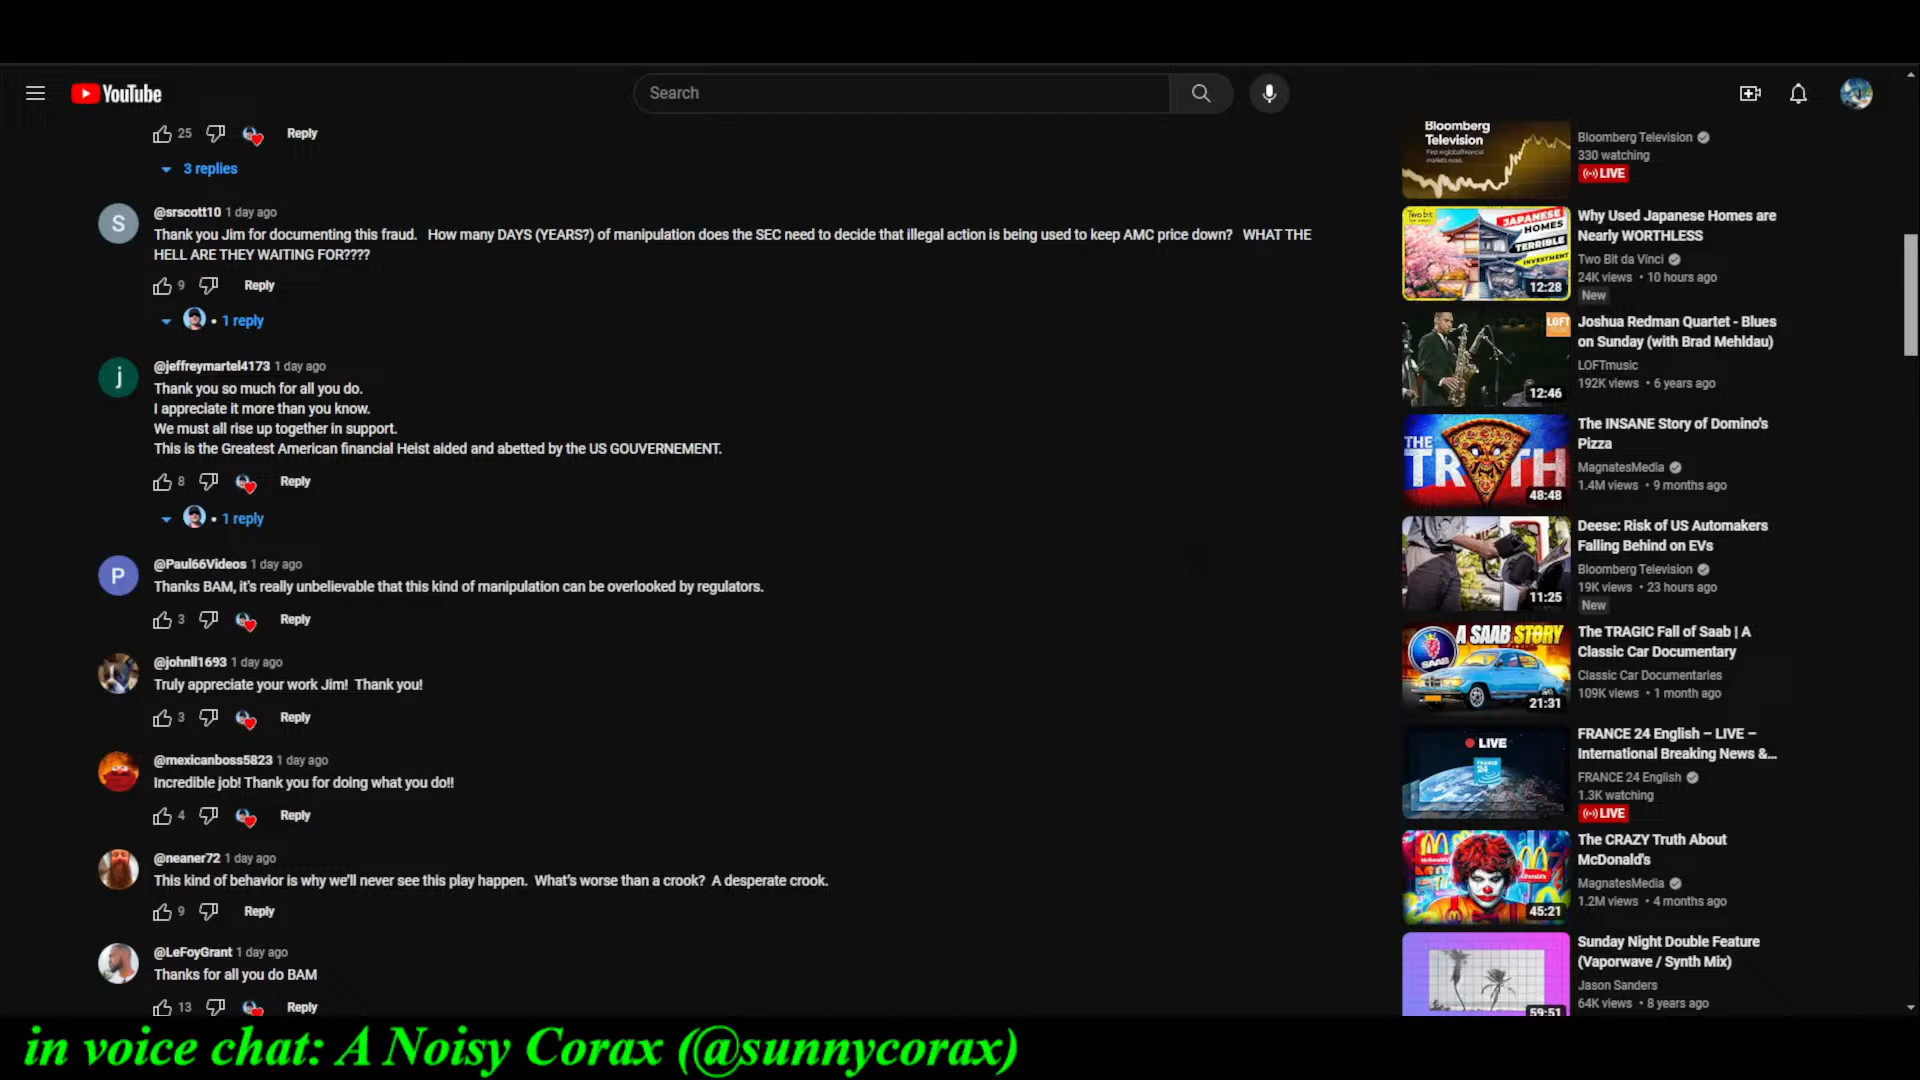 YouTube
Search
25
Reply
3 replies
S
@srscott10 1 day ago
Thank you Jim for documenting this fraud. How many DAYS (YEARS?) of manipulation does the SEC need to decide that illegal action is being used to keep AMC price down? WHAT THE
HELL ARE THEY WAITING FOR????
9
Reply
• 1 reply
j
@jeffreymartel4173 1 day ago
Thank you so much for all you do.
I appreciate it more than you know.
We must all rise up together in support.
This is the Greatest American financial Heist aided and abetted by the US GOUVERNEMENT.
8
Reply
• 1 reply
P
@Paul66Videos 1 day ago
Thanks BAM, it's really unbelievable that this kind of manipulation can be overlooked by regulators.
3
Reply
@johnll1693 1 day ago
Truly appreciate your work Jim! Thank you!
3
Reply
@mexicanboss5823 1 day ago
Incredible job! Thank you for doing what you do!!
4
Reply
@neaner72 1 day ago
This kind of behavior is why we'll never see this play happen. What's worse than a crook? A desperate crook.
9
Reply
@LeFoyGrant 1 day ago
Thanks for all you do BAM
13
Reply
Bloomberg
Television
Bloomberg Television
330 watching
LIVE
Two bit
JAPANESE
HOMES
TERRIBLE
INVESTMENT
12:28
Why Used Japanese Homes are
Nearly WORTHLESS
Two Bit da Vinci
24K views • 10 hours ago
New
LOFT
12:46
Joshua Redman Quartet - Blues
on Sunday (with Brad Mehldau)
LOFTmusic
192K views • 6 years ago
THE
TR TH
48:48
The INSANE Story of Domino's
Pizza
MagnatesMedia
1.4M views • 9 months ago
11:25
Deese: Risk of US Automakers
Falling Behind on EVs
Bloomberg Television
19K views • 23 hours ago
New
A SAAB STORY
SAAB
21:31
The TRAGIC Fall of Saab | A
Classic Car Documentary
Classic Car Documentaries
109K views • 1 month ago
LIVE
FRANCE
24
FRANCE 24 English – LIVE –
International Breaking News &...
FRANCE 24 English
1.3K watching
LIVE
McDonald's
45:21
The CRAZY Truth About
McDonald's
MagnatesMedia
1.2M views • 4 months ago
59:51
Sunday Night Double Feature
(Vaporwave / Synth Mix)
Jason Sanders
64K views • 8 years ago
in voice chat: A Noisy Corax (@sunnycorax)